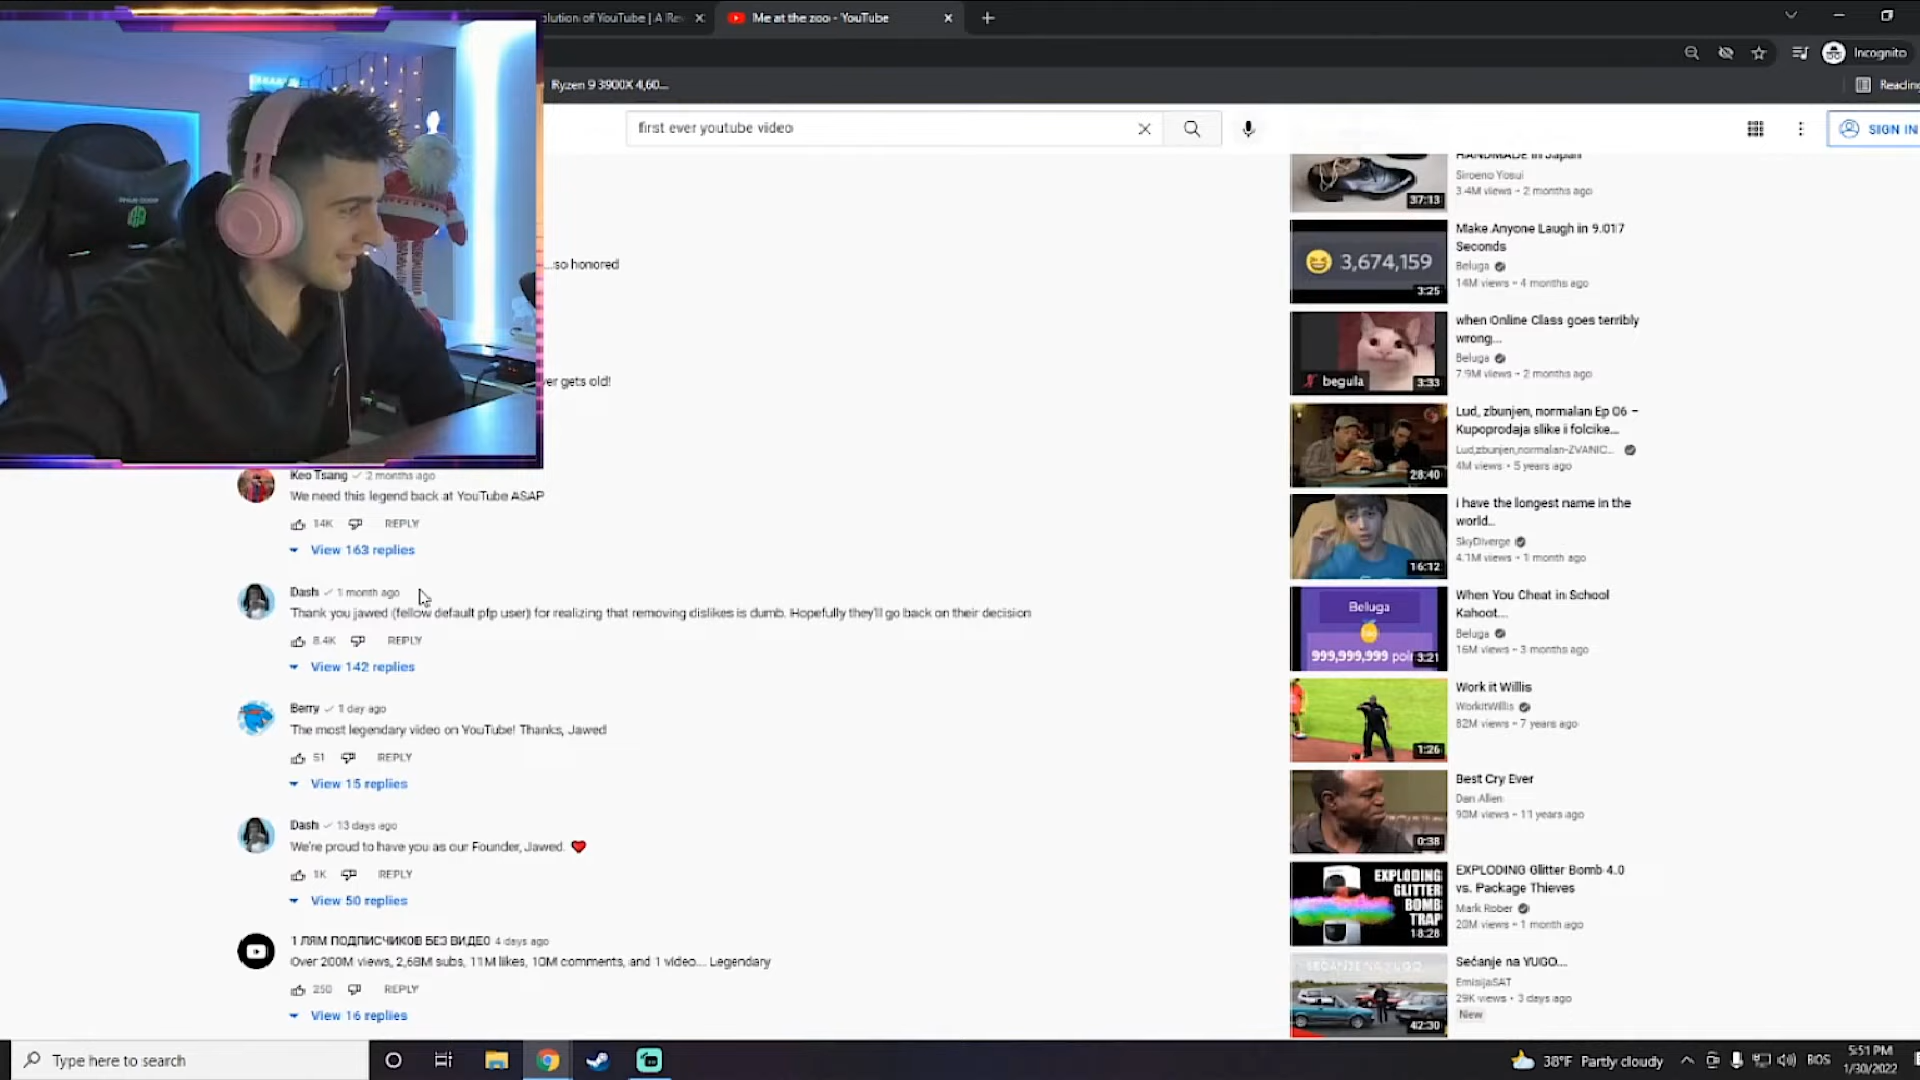 olution of YouTube | A Rev
Me at the zoo - YouTube
Incognito
Ryzen 9 3900X 4,60...
Reading
first ever youtube video
SIGN IN
...so honored
ver gets old!
Keo Tsang 2 months ago
We need this legend back at YouTube ASAP
14K REPLY
View 163 replies
Dash 1 month ago
Thank you jawed (fellow default pfp user) for realizing that removing dislikes is dumb. Hopefully they'll go back on their decision
8.4K REPLY
View 142 replies
Berry 1 day ago
The most legendary video on YouTube! Thanks, Jawed
51 REPLY
View 15 replies
Dash 13 days ago
We're proud to have you as our Founder, Jawed.
1K REPLY
View 50 replies
1 ЛЯМ ПОДПИСЧИКОВ БЕЗ ВИДЕО 4 days ago
Over 200M views, 2,68M subs, 11M likes, 10M comments, and 1 video.... Legendary
250 REPLY
View 16 replies
HANDMADE in Japan
Siroeno Yosui
3.4M views • 2 months ago
37:13
Make Anyone Laugh in 9.017
Seconds
Beluga
14M views • 4 months ago
3,674,159
3:25
when Online Class goes terribly
wrong...
Beluga
7.9M views • 2 months ago
beguila
3:33
Lud, zbunjen, normalan Ep 06 -
Kupoprodaja slike i folcike...
Lud,zbunjen,normalan-ZVANIC...
4M views • 5 years ago
28:40
i have the longest name in the
world...
SkyDiverge
4.1M views • 1 month ago
16:12
When You Cheat in School
Kahoot...
Beluga
16M views • 3 months ago
Beluga
999,999,999 poi
3:21
Work it Willis
WorkitWillis
82M views • 7 years ago
1:26
Best Cry Ever
Dan Allen
90M views • 11 years ago
0:38
EXPLODING Glitter Bomb 4.0
vs. Package Thieves
Mark Rober
20M views • 1 month ago
EXPLODING
GLITTER
BOMB
TRAP
18:28
Sećanje na YUGO...
EmisijaSAT
29K views • 3 days ago
New
SEĆANJE NA YUGO
42:30
Type here to search
38°F Partly cloudy
BOS
5:51 PM
1/30/2022